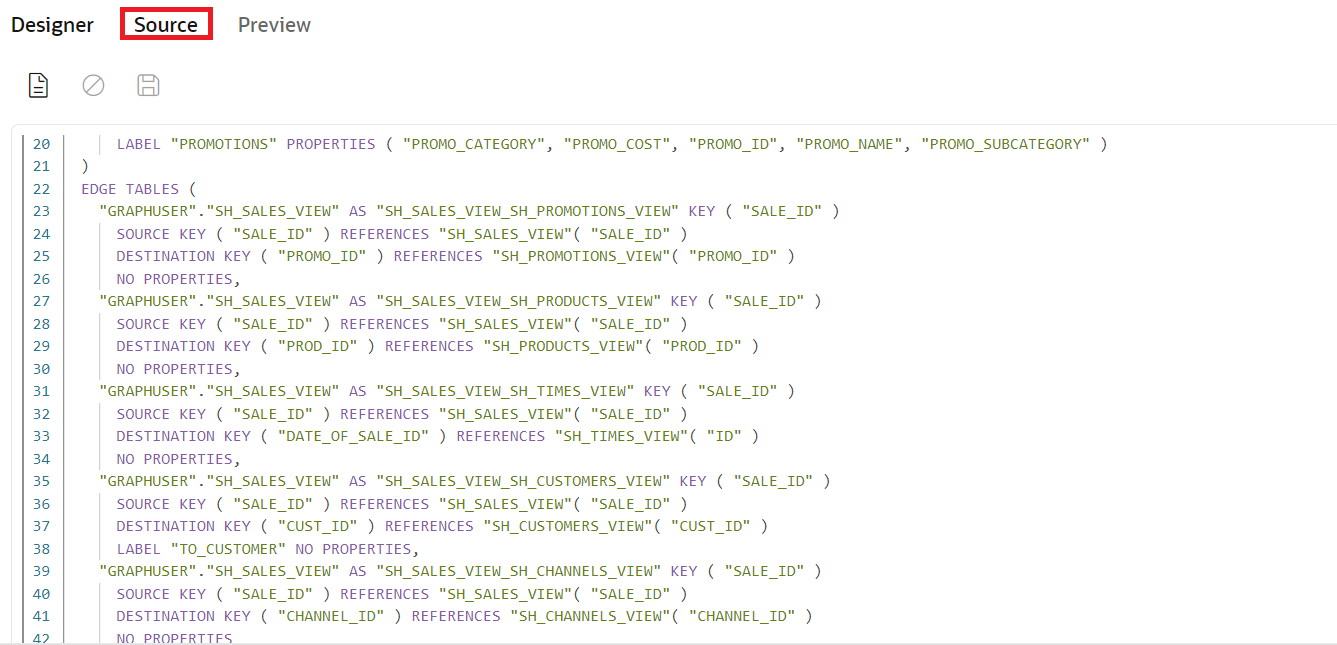 Designer Source Preview
20 LABEL "PROMOTIONS" PROPERTIES ( "PROMO_CATEGORY", "PROMO_COST", "PROMO_ID", "PROMO_NAME", "PROMO_SUBCATEGORY" )
21 )
22 EDGE TABLES (
23 "GRAPHUSER"."SH_SALES_VIEW" AS "SH_SALES_VIEW_SH_PROMOTIONS_VIEW" KEY ( "SALE_ID" )
24 SOURCE KEY ( "SALE_ID" ) REFERENCES "SH_SALES_VIEW"( "SALE_ID" )
25 DESTINATION KEY ( "PROMO_ID" ) REFERENCES "SH_PROMOTIONS_VIEW"( "PROMO_ID" )
26 NO PROPERTIES,
27 "GRAPHUSER"."SH_SALES_VIEW" AS "SH_SALES_VIEW_SH_PRODUCTS_VIEW" KEY ( "SALE_ID" )
28 SOURCE KEY ( "SALE_ID" ) REFERENCES "SH_SALES_VIEW"( "SALE_ID" )
29 DESTINATION KEY ( "PROD_ID" ) REFERENCES "SH_PRODUCTS_VIEW"( "PROD_ID" )
30 NO PROPERTIES,
31 "GRAPHUSER"."SH_SALES_VIEW" AS "SH_SALES_VIEW_SH_TIMES_VIEW" KEY ( "SALE_ID" )
32 SOURCE KEY ( "SALE_ID" ) REFERENCES "SH_SALES_VIEW"( "SALE_ID" )
33 DESTINATION KEY ( "DATE_OF_SALE_ID" ) REFERENCES "SH_TIMES_VIEW"( "ID" )
34 NO PROPERTIES,
35 "GRAPHUSER"."SH_SALES_VIEW" AS "SH_SALES_VIEW_SH_CUSTOMERS_VIEW" KEY ( "SALE_ID" )
36 SOURCE KEY ( "SALE_ID" ) REFERENCES "SH_SALES_VIEW"( "SALE_ID" )
37 DESTINATION KEY ( "CUST_ID" ) REFERENCES "SH_CUSTOMERS_VIEW"( "CUST_ID" )
38 LABEL "TO_CUSTOMER" NO PROPERTIES,
39 "GRAPHUSER"."SH_SALES_VIEW" AS "SH_SALES_VIEW_SH_CHANNELS_VIEW" KEY ( "SALE_ID" )
40 SOURCE KEY ( "SALE_ID" ) REFERENCES "SH_SALES_VIEW"( "SALE_ID" )
41 DESTINATION KEY ( "CHANNEL_ID" ) REFERENCES "SH_CHANNELS_VIEW"( "CHANNEL_ID" )
42 NO PROPERTIES